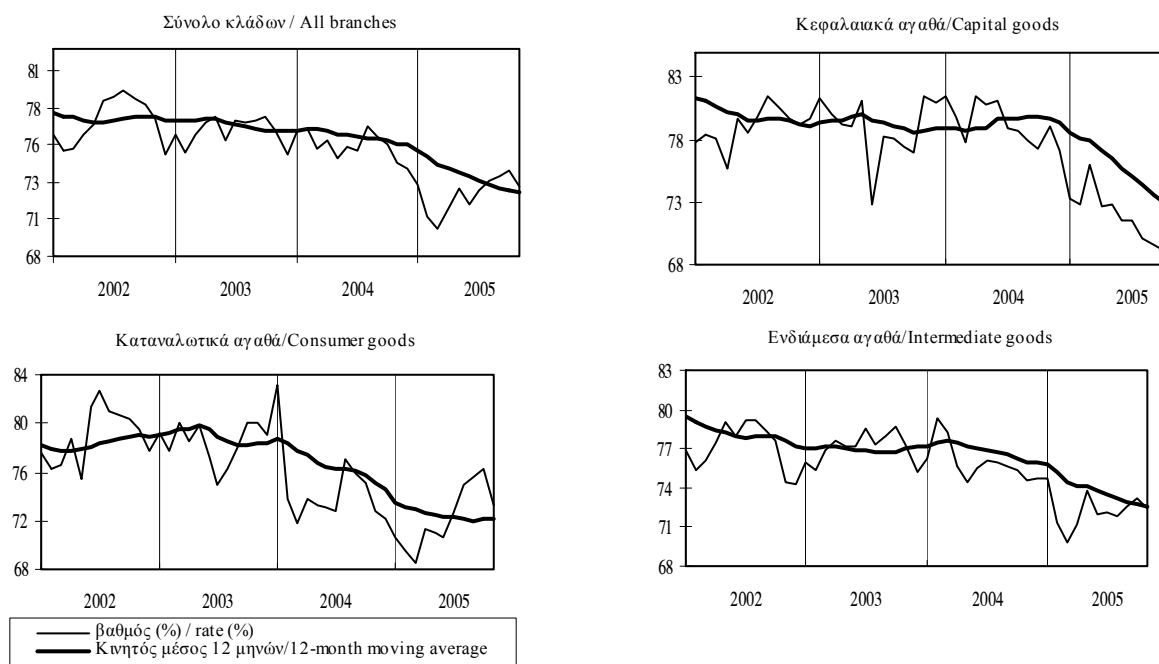 Σύνολο κλάδων / All branches
81
78
76
73
71
68
2002 2003 2004 2005
Κεφαλαιακά αγαθά/Capital goods
83
78
73
68
2002 2003 2004 2005
Καταναλωτικά αγαθά/Consumer goods
84
80
76
72
68
2002 2003 2004 2005
Ενδιάμεσα αγαθά/Intermediate goods
83
80
77
74
71
68
2002 2003 2004 2005
βαθμός (%) / rate (%)
Κινητός μέσος 12 μηνών/12-month moving average